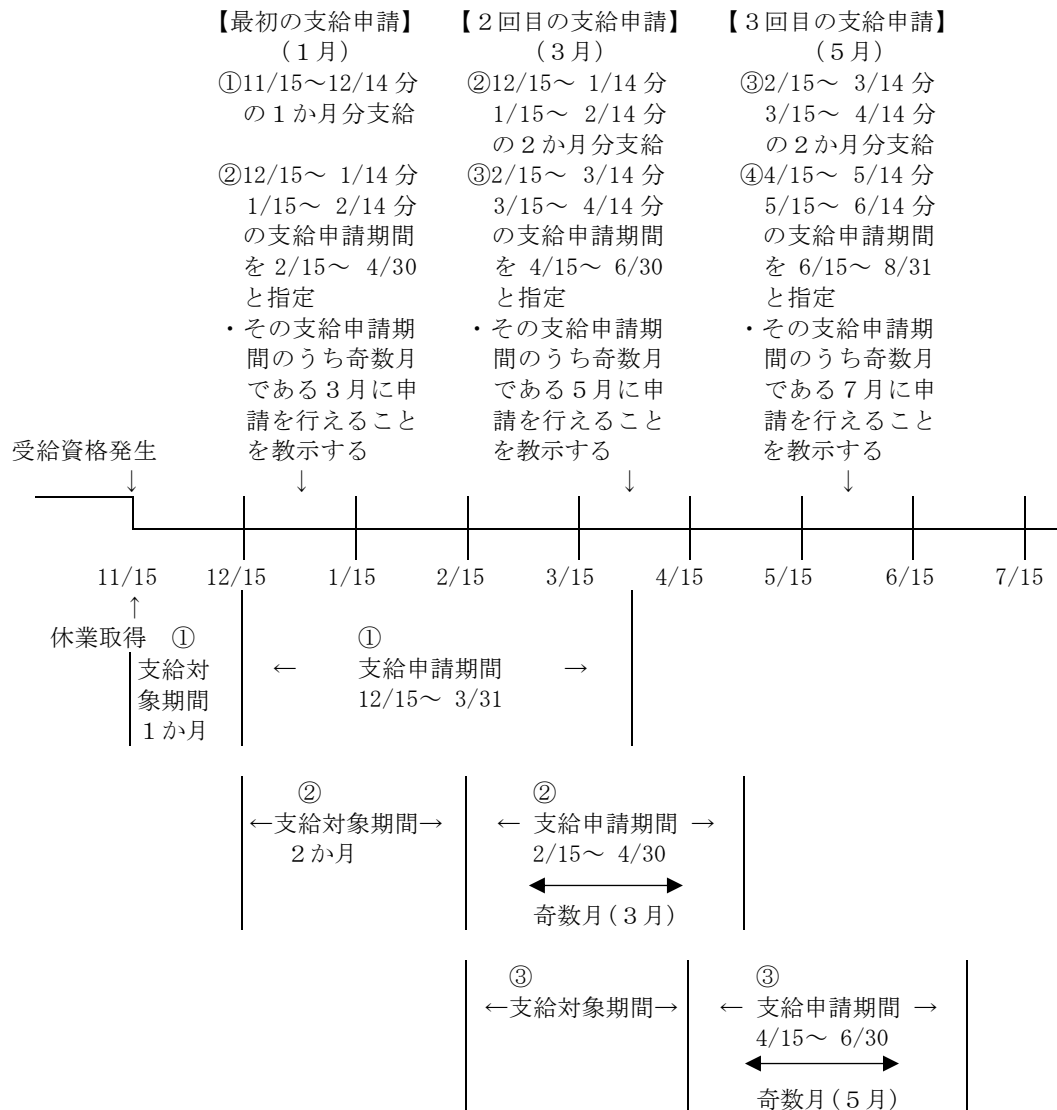 【最初の支給申請】
（１月）
①11/15～12/14 分
の１か月分支給
②12/15～ 1/14 分
1/15～ 2/14 分
の支給申請期間
を 2/15～ 4/30
と指定
・その支給申請期
間のうち奇数月
である３月に申
請を行えること
を教示する
↓
【２回目の支給申請】
（３月）
②12/15～ 1/14 分
1/15～ 2/14 分
の２か月分支給
③2/15～ 3/14 分
3/15～ 4/14 分
の支給申請期間
を 4/15～ 6/30
と指定
・その支給申請期
間のうち奇数月
である５月に申
請を行えること
を教示する
↓
【３回目の支給申請】
（５月）
③2/15～ 3/14 分
3/15～ 4/14 分
の２か月分支給
④4/15～ 5/14 分
5/15～ 6/14 分
の支給申請期間
を 6/15～ 8/31
と指定
・その支給申請期
間のうち奇数月
である７月に申
請を行えること
を教示する
↓
受給資格発生
↓
11/15 12/15 1/15 2/15 3/15 4/15 5/15 6/15 7/15
↑
休業取得
①
支給対
象期間
１か月
①
← 支給申請期間 →
12/15～ 3/31
②
←支給対象期間→
２か月
②
← 支給申請期間 →
2/15～ 4/30
奇数月（３月）
③
←支給対象期間→
③
← 支給申請期間 →
4/15～ 6/30
奇数月（５月）